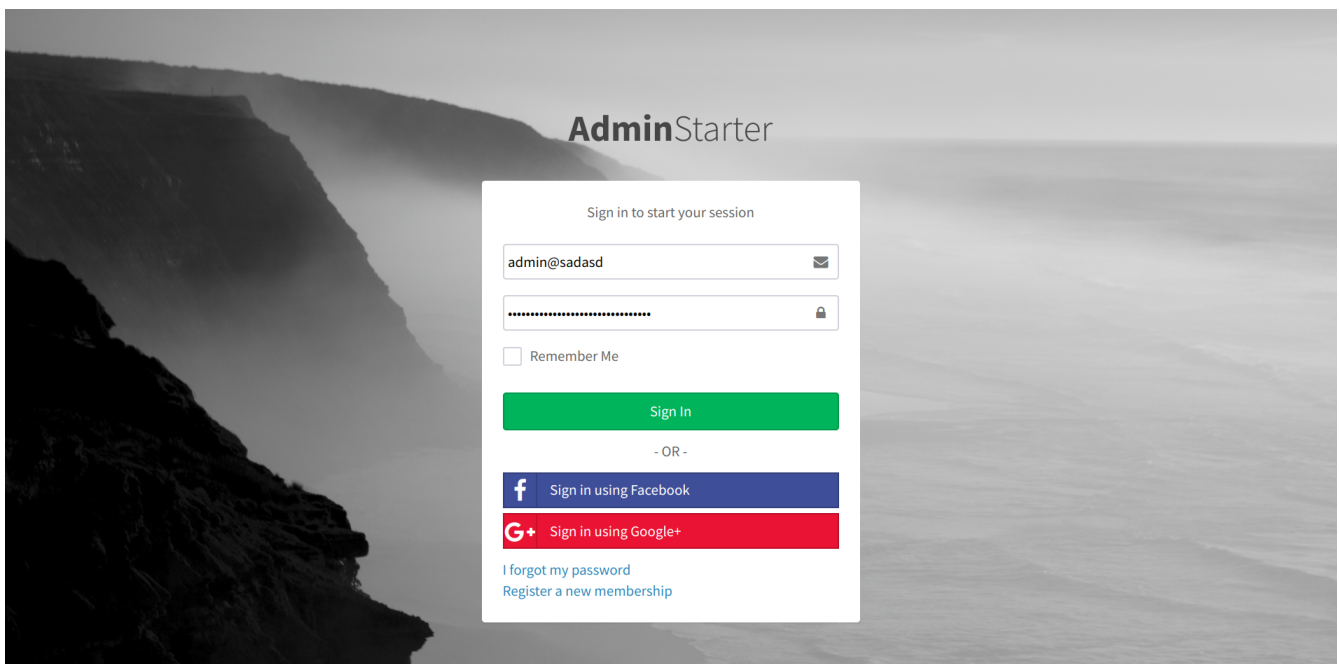 AdminStarter
Sign in to start your session
admin@sadasd
••••••••••••••••••••••••••••••••
Remember Me
Sign In
- OR -
f Sign in using Facebook
G+ Sign in using Google+
I forgot my password
Register a new membership